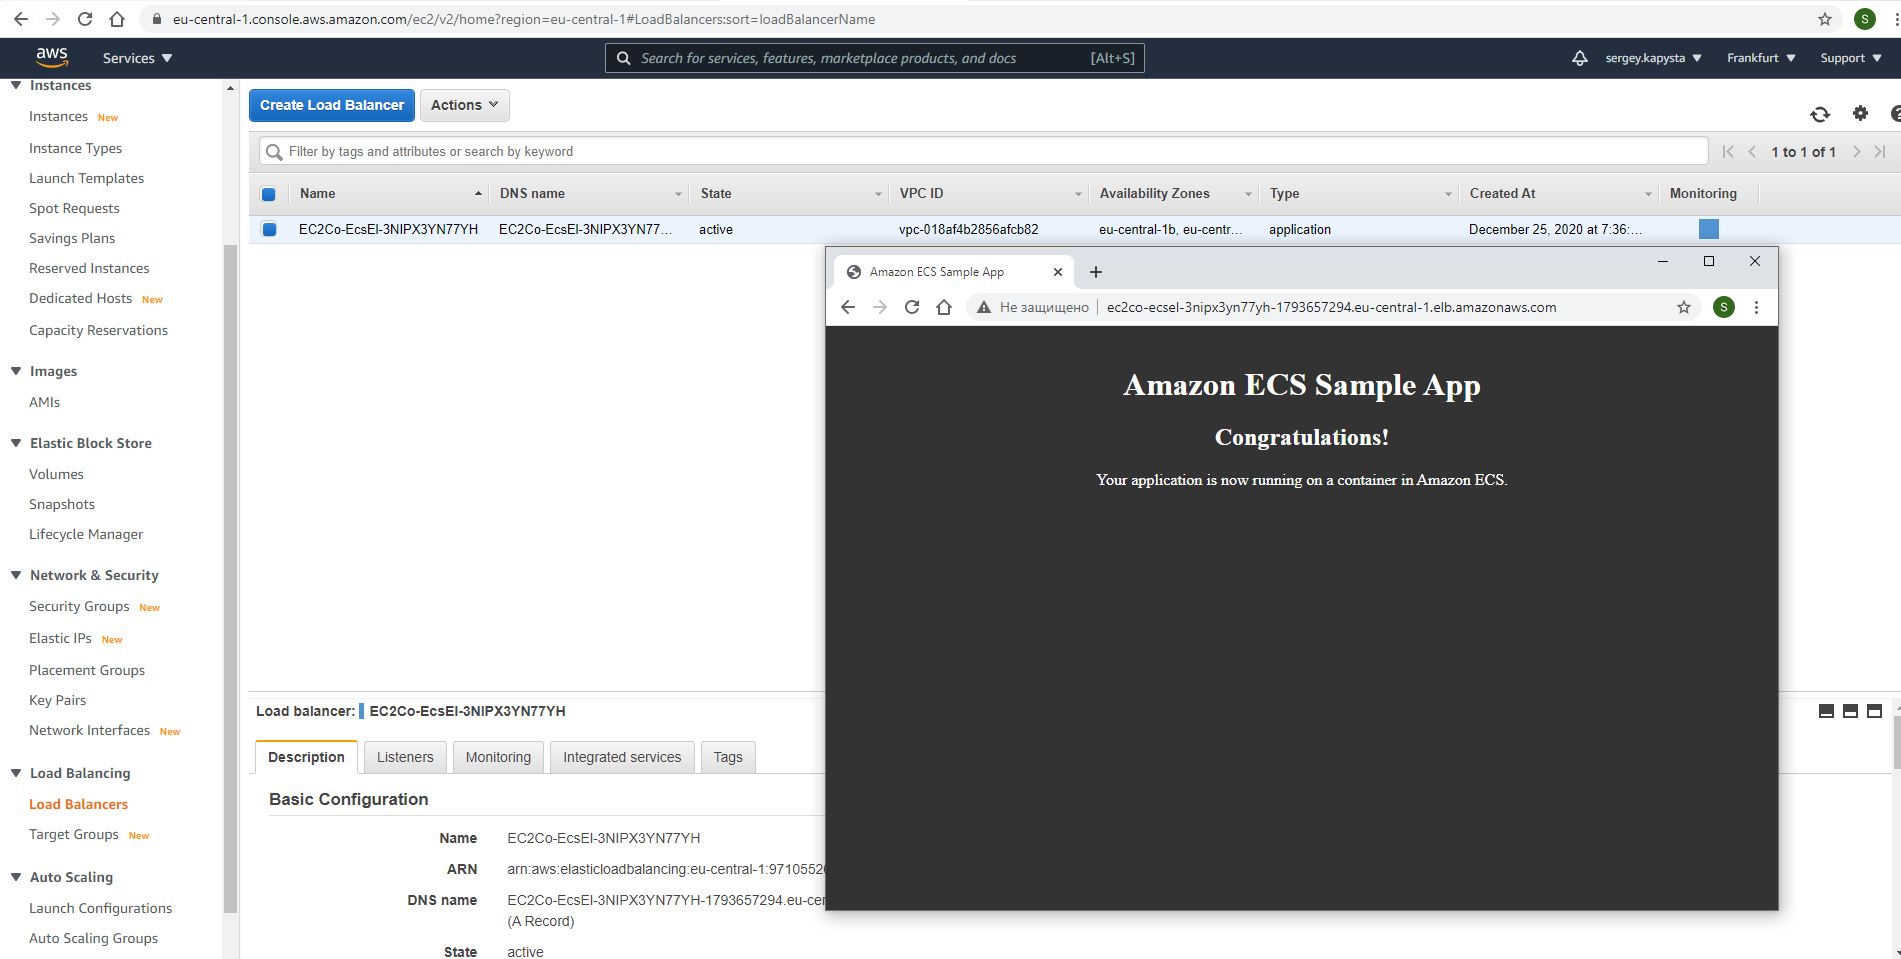 eu-central-1.console.aws.amazon.com/ec2/v2/home?region=eu-central-1#LoadBalancers:sort=loadBalancerName
S
aws
Services
Search for services, features, marketplace products, and docs [Alt+S]
sergey.kapysta
Frankfurt
Support
Instances
Instances New
Instance Types
Launch Templates
Spot Requests
Savings Plans
Reserved Instances
Dedicated Hosts New
Capacity Reservations
Images
AMIs
Elastic Block Store
Volumes
Snapshots
Lifecycle Manager
Network & Security
Security Groups New
Elastic IPs New
Placement Groups
Key Pairs
Network Interfaces New
Load Balancing
Load Balancers
Target Groups New
Auto Scaling
Launch Configurations
Auto Scaling Groups
Create Load Balancer
Actions
Filter by tags and attributes or search by keyword
1 to 1 of 1
Name DNS name State VPC ID Availability Zones Type Created At Monitoring
EC2Co-EcsEl-3NIPX3YN77YH EC2Co-EcsEl-3NIPX3YN77... active vpc-018af4b2856afcb82 eu-central-1b, eu-centr... application December 25, 2020 at 7:36:...
Amazon ECS Sample App
Не защищено ec2co-ecsel-3nipx3yn77yh-1793657294.eu-central-1.elb.amazonaws.com
S
Amazon ECS Sample App
Congratulations!
Your application is now running on a container in Amazon ECS.
Load balancer: EC2Co-EcsEl-3NIPX3YN77YH
Description Listeners Monitoring Integrated services Tags
Basic Configuration
Name EC2Co-EcsEl-3NIPX3YN77YH
ARN arn:aws:elasticloadbalancing:eu-central-1:9710552
DNS name EC2Co-EcsEl-3NIPX3YN77YH-1793657294.eu-cen
(A Record)
State active